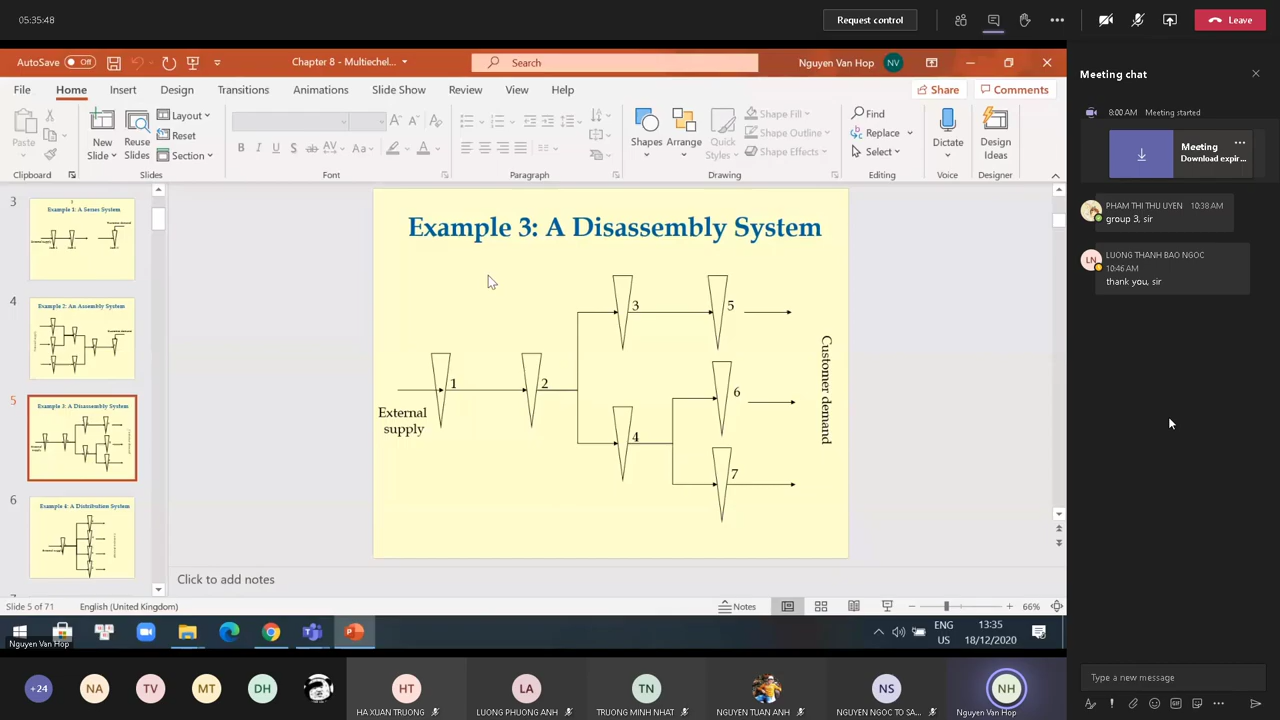 05:35:48
Request control
Leave
AutoSave Off
Chapter 8 - Multiechel...
Search
Nguyen Van Hop
NV
File
Home
Insert
Design
Transitions
Animations
Slide Show
Review
View
Help
Share
Comments
Paste
New
Slide
Reuse
Slides
Layout
Reset
Section
B
I
U
S
ab
AV
Aa
A
Shapes
Arrange
Quick
Styles
Shape Fill
Shape Outline
Shape Effects
Find
Replace
Select
Dictate
Design
Ideas
Clipboard
Slides
Font
Paragraph
Drawing
Editing
Voice
Designer
3
Example 1: A Series System
4
Example 2: An Assembly System
5
Example 3: A Disassembly System
6
Example 4: A Distribution System
Example 3: A Disassembly System
External
supply
1
2
3
4
5
6
7
Customer demand
Click to add notes
Slide 5 of 71
English (United Kingdom)
Notes
66%
Nguyen Van Hop
ENG
US
13:35
18/12/2020
Meeting chat
8:00 AM Meeting started
Meeting
Download expir...
PHAM THI THU UYEN 10:38 AM
group 3, sir
LN
LUONG THANH BAO NGOC
10:46 AM
thank you, sir
Type a new message
+24
NA
TV
MT
DH
HT
HA XUAN TRUONG
LA
LUONG PHUONG ANH
TN
TRUONG MINH NHAT
NGUYEN TUAN ANH
NS
NGUYEN NGOC TO SA...
NH
Nguyen Van Hop